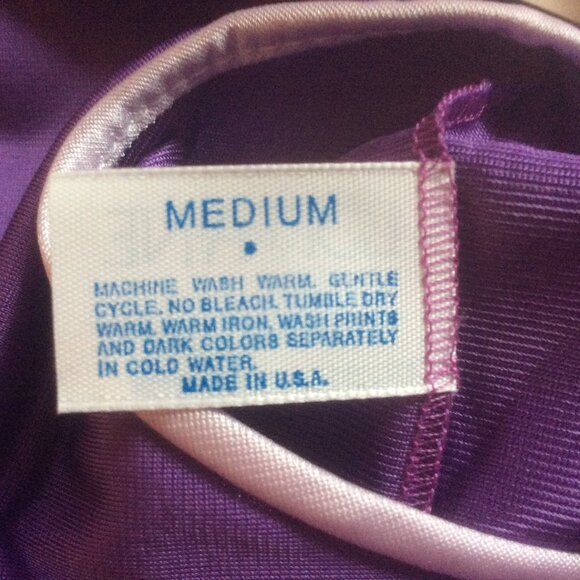 MEDIUM
MACHINE WASH WARM. GENTLE
CYCLE. NO BLEACH. TUMBLE DRY
WARM. WARM IRON. WASH PRINTS
AND DARK COLORS SEPARATELY
IN COLD WATER.
MADE IN U.S.A.